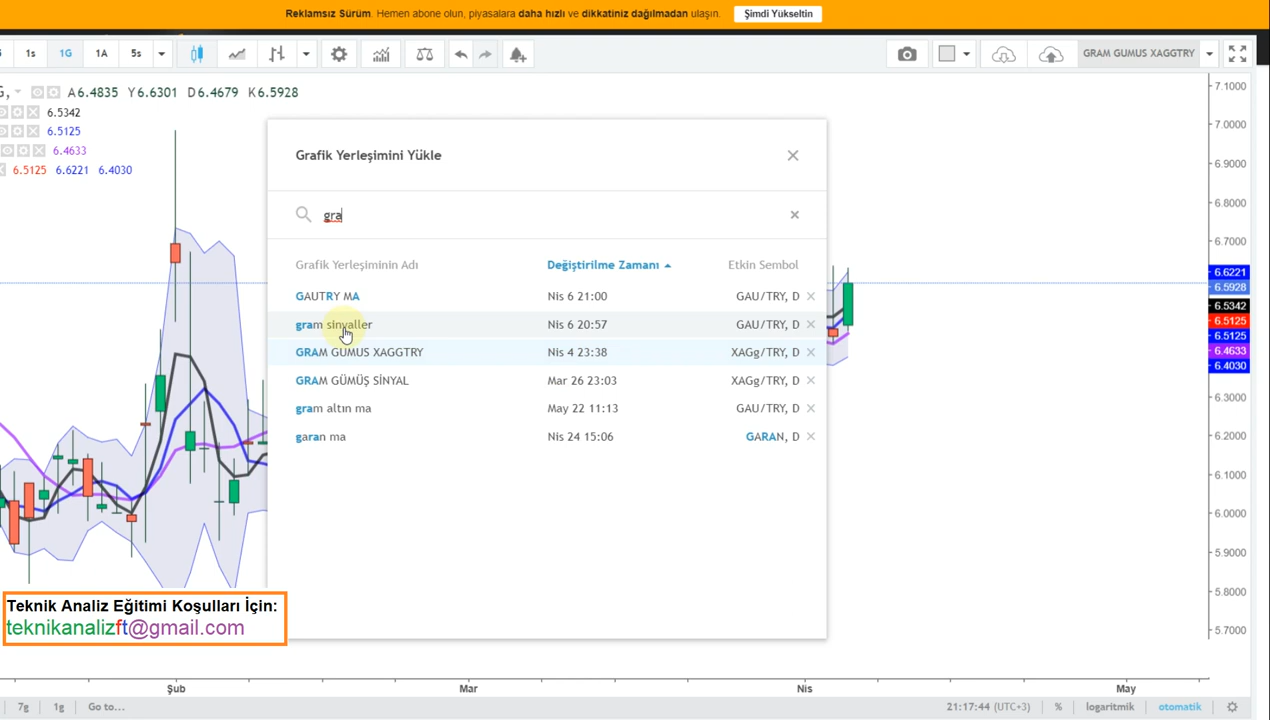 Reklamsız Sürüm. Hemen abone olun, piyasalara daha hızlı ve dikkatiniz dağılmadan ulaşın. Şimdi Yükseltin
1s 1G 1A 5s GRAM GUMUS XAGGTRY
G, A6.4835 Y6.6301 D6.4679 K6.5928
6.5342
6.5125
6.4633
6.5125 6.6221 6.4030
Grafik Yerleşimini Yükle
gra
Grafik Yerleşiminin Adı Değiştirilme Zamanı Etkin Sembol
GAUTRY MA Nis 6 21:00 GAU/TRY, D
gram sinyaller Nis 6 20:57 GAU/TRY, D
GRAM GUMUS XAGGTRY Nis 4 23:38 XAGg/TRY, D
GRAM GÜMÜŞ SİNYAL Mar 26 23:03 XAGg/TRY, D
gram altın ma May 22 11:13 GAU/TRY, D
garan ma Nis 24 15:06 GARAN, D
7.1000
7.0000
6.9000
6.8000
6.7000
6.6221
6.5928
6.5342
6.5125
6.5125
6.4633
6.4030
6.3000
6.2000
6.1000
6.0000
5.9000
5.8000
5.7000
Teknik Analiz Eğitimi Koşulları İçin:
teknikanalizft@gmail.com
Şub Mar Nis May
7g 1g Go to... 21:17:44 (UTC+3) % logaritmik otomatik